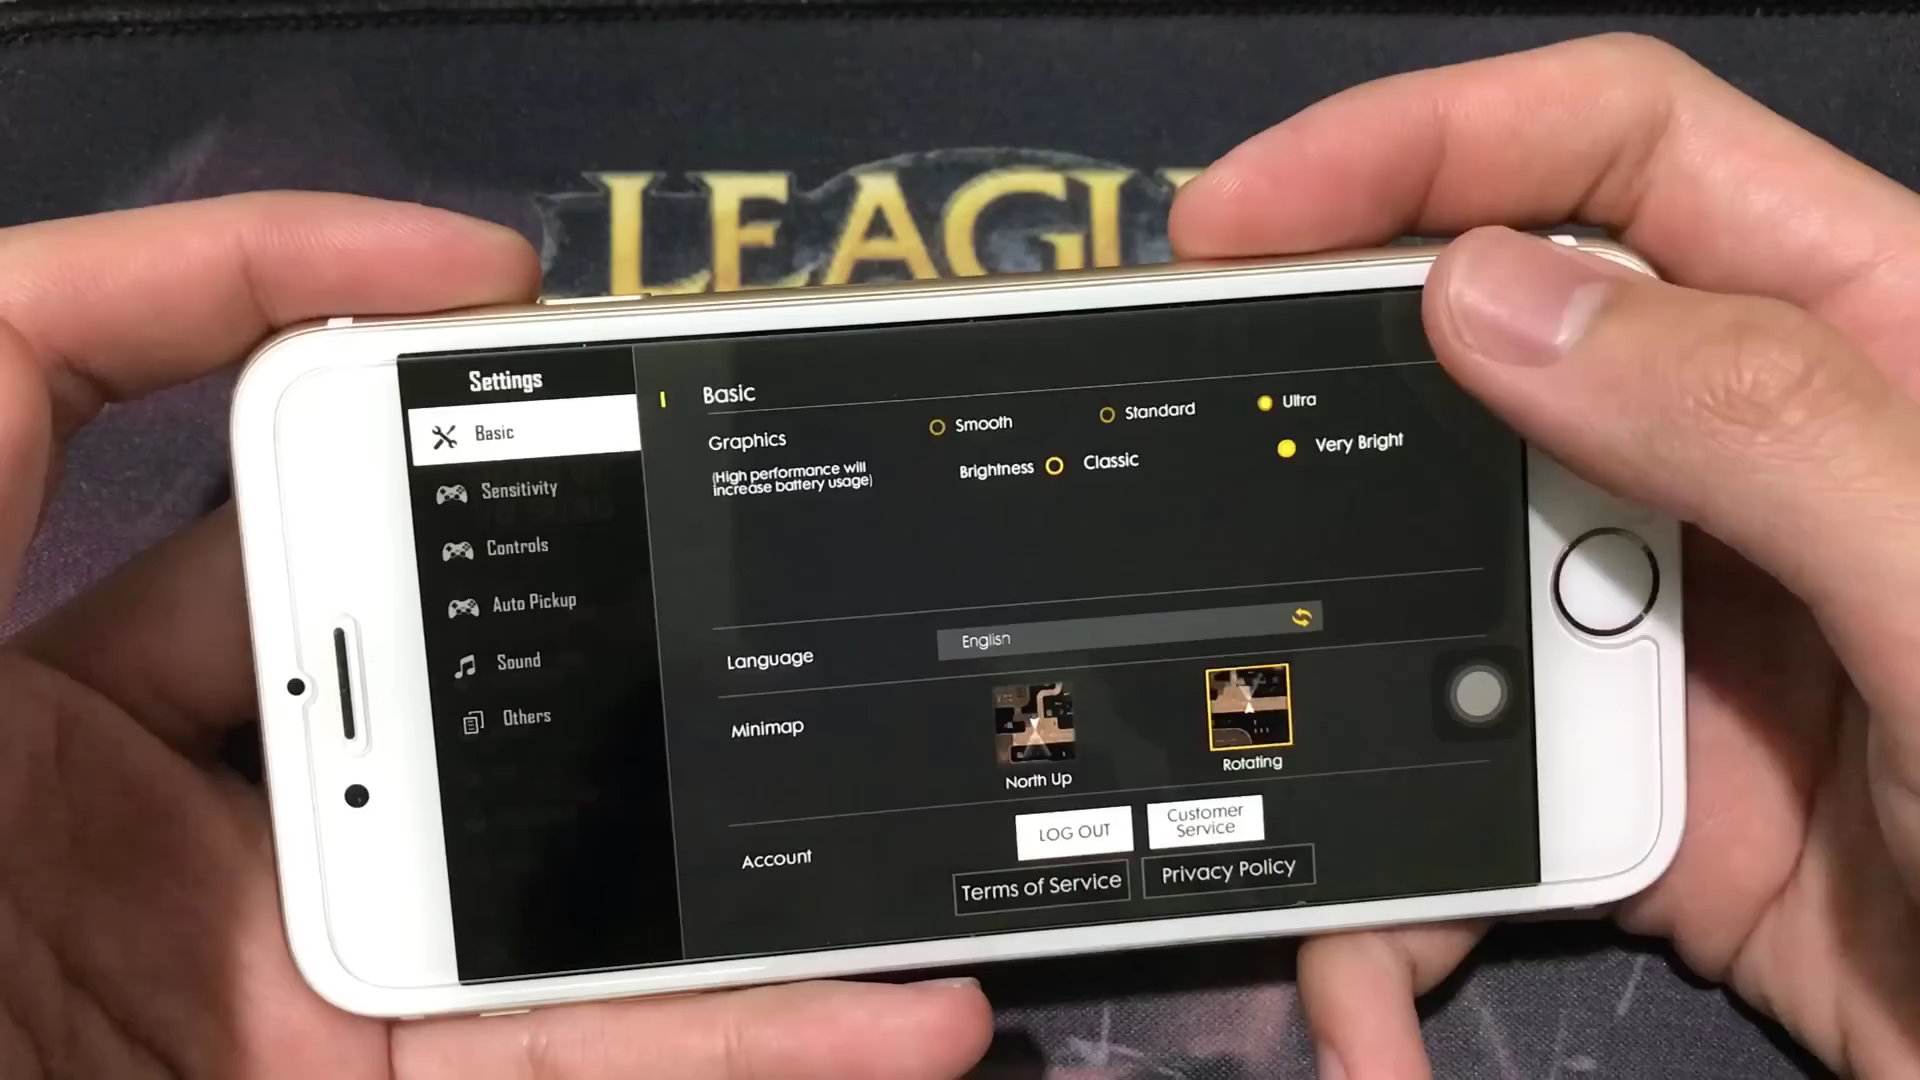 LEAGU
Settings
Basic
Sensitivity
Controls
Auto Pickup
Sound
Others
Basic
Graphics
(High performance will
increase battery usage)
Smooth
Standard
Ultra
Brightness
Classic
Very Bright
Language
English
Minimap
North Up
Rotating
Account
LOG OUT
Customer
Service
Terms of Service
Privacy Policy